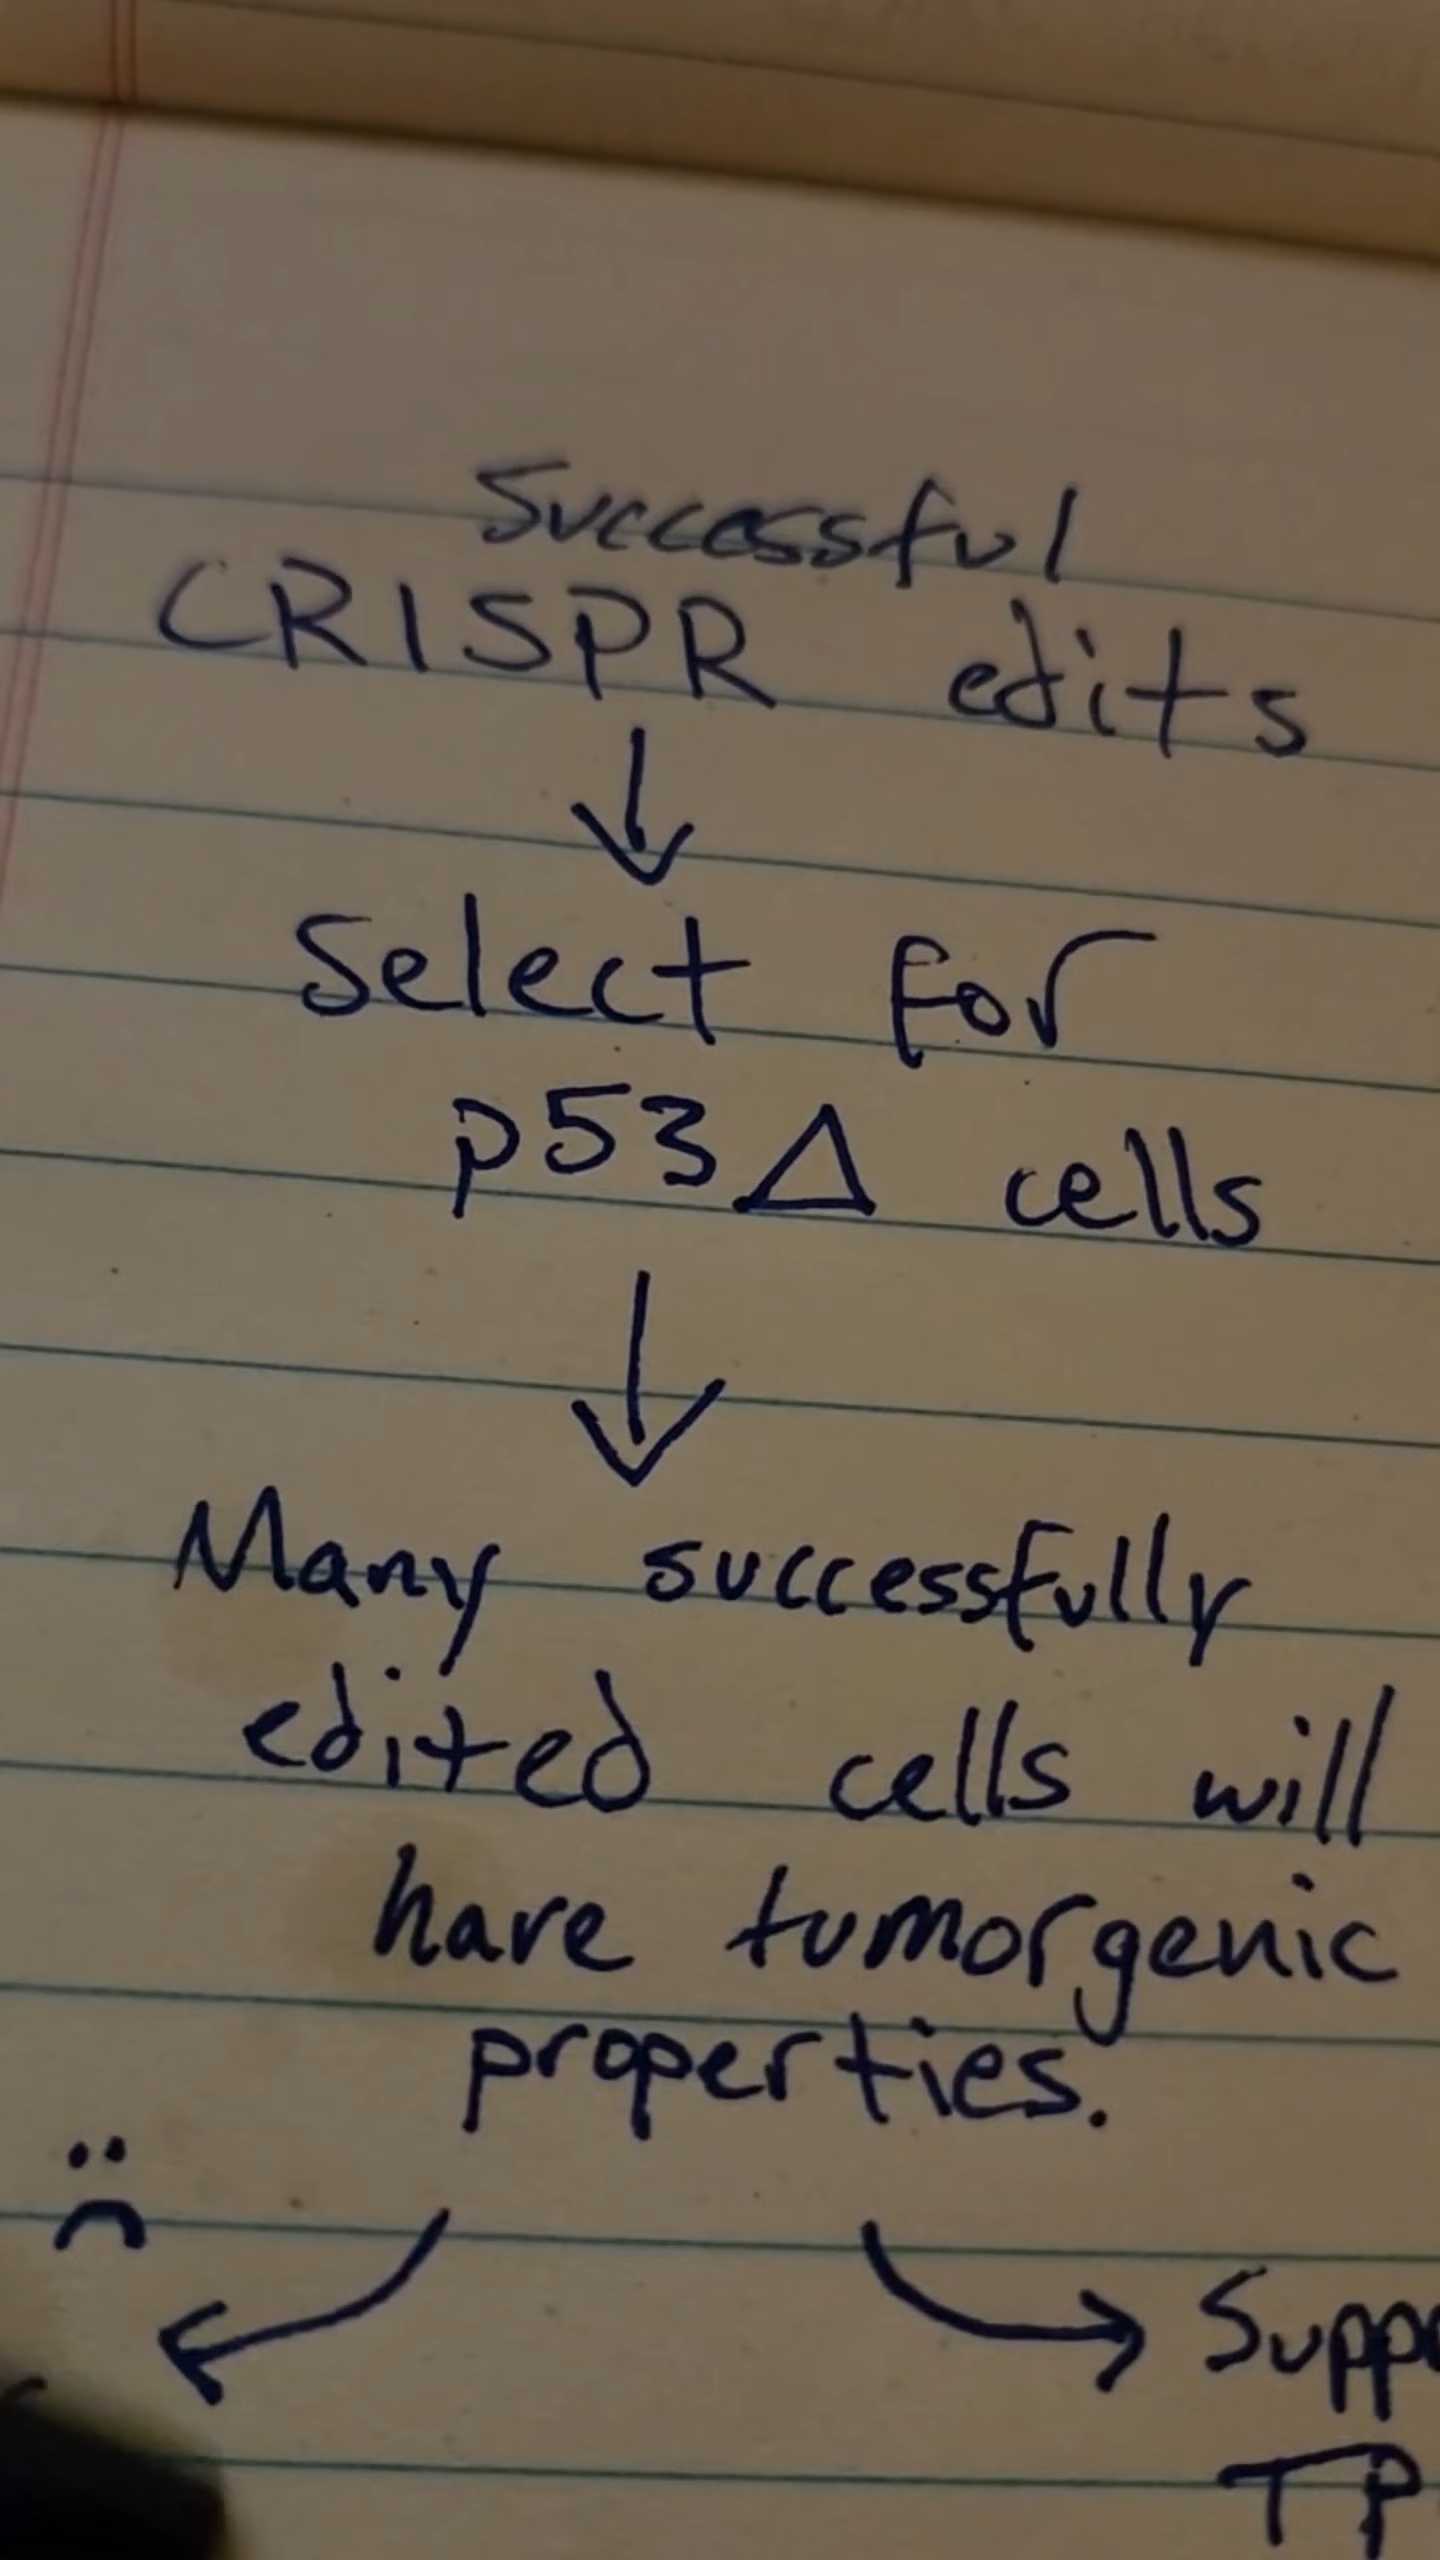 Successful
CRISPR edits
↓
Select for
p53Δ cells
↓
Many successfully
edited cells will
have tumorgenic
properties.